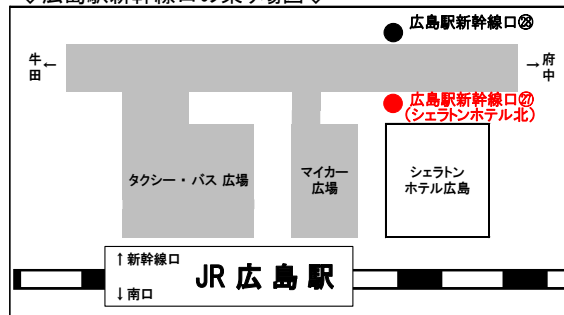 ◇広島駅新幹線口の乗り場図◇
広島駅新幹線口㉘
牛田←
→府中
広島駅新幹線口㉗
(シェラトンホテル北)
タクシー・バス 広場
マイカー
広場
シェラトン
ホテル広島
↑新幹線口
JR 広 島 駅
↓南口